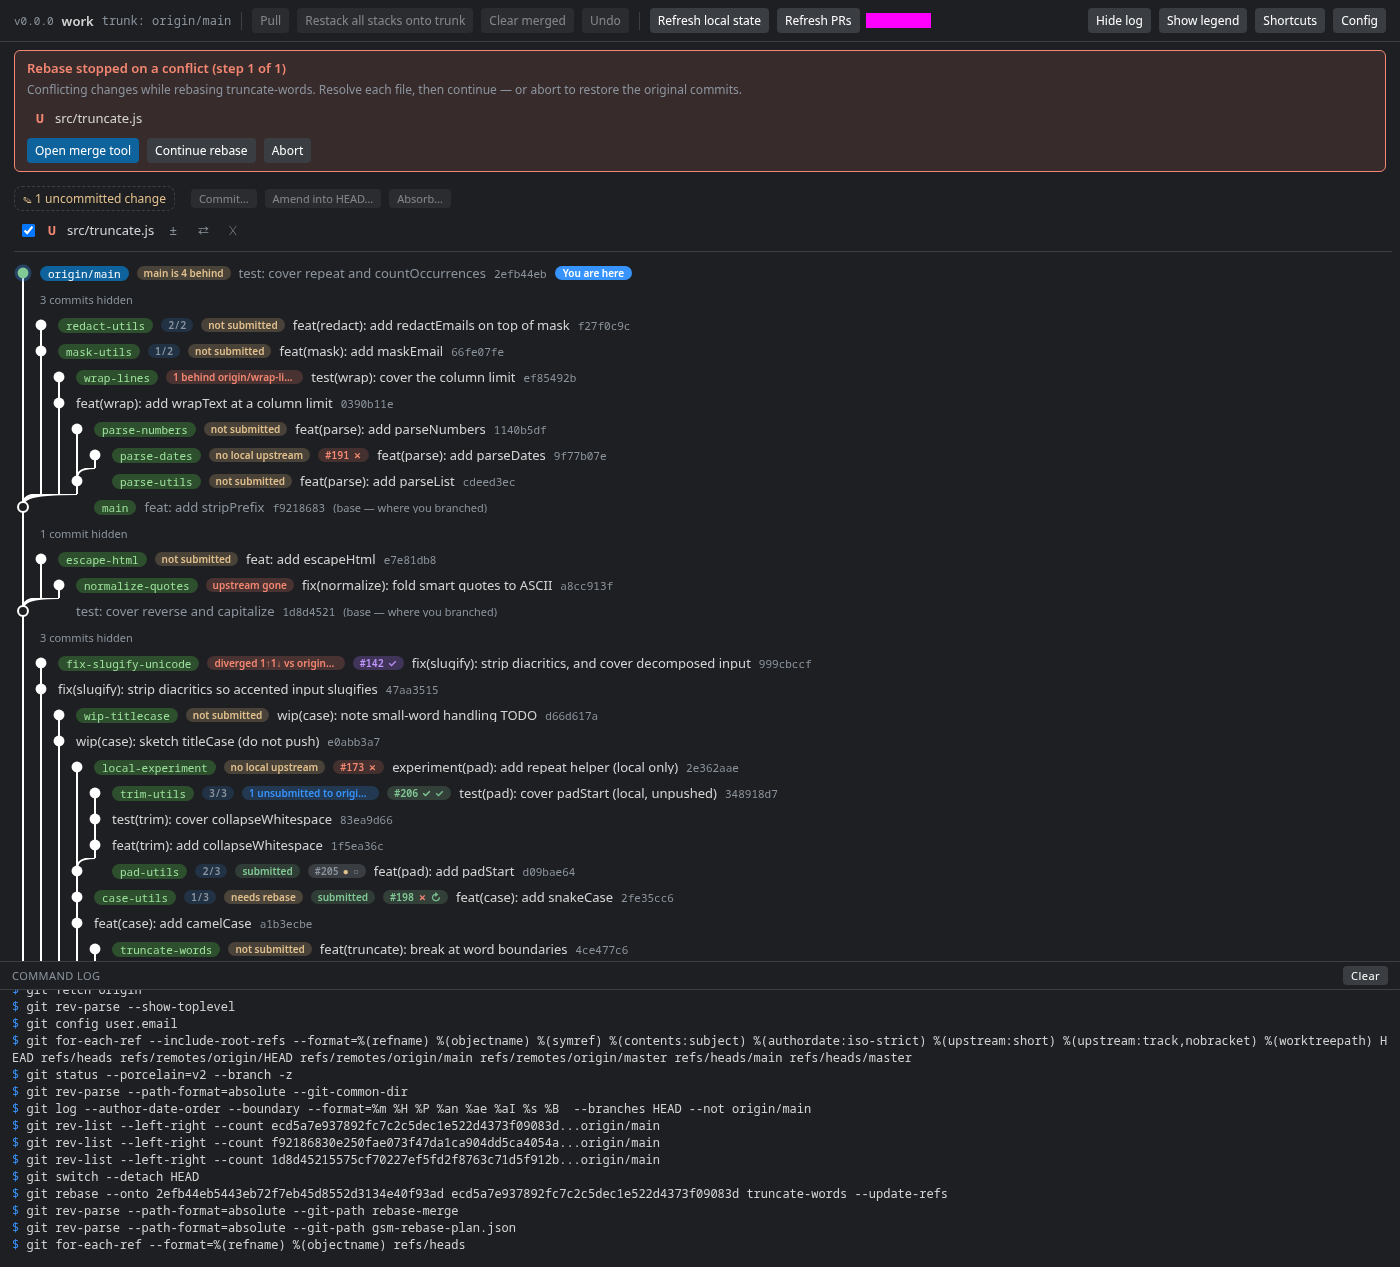 v0.0.0 work trunk: origin/main Pull Restack all stacks onto trunk Clear merged Undo Refresh local state Refresh PRs Hide log Show legend Shortcuts Config
Rebase stopped on a conflict (step 1 of 1)
Conflicting changes while rebasing truncate-words. Resolve each file, then continue — or abort to restore the original commits.
U src/truncate.js
Open merge tool Continue rebase Abort
✎ 1 uncommitted change Commit… Amend into HEAD… Absorb…
U src/truncate.js ± ⇄ X
origin/main main is 4 behind test: cover repeat and countOccurrences 2efb44eb You are here
3 commits hidden
redact-utils 2/2 not submitted feat(redact): add redactEmails on top of mask f27f0c9c
mask-utils 1/2 not submitted feat(mask): add maskEmail 66fe07fe
wrap-lines 1 behind origin/wrap-li… test(wrap): cover the column limit ef85492b
feat(wrap): add wrapText at a column limit 0390b11e
parse-numbers not submitted feat(parse): add parseNumbers 1140b5df
parse-dates no local upstream #191 × feat(parse): add parseDates 9f77b07e
parse-utils not submitted feat(parse): add parseList cdeed3ec
main feat: add stripPrefix f9218683 (base — where you branched)
1 commit hidden
escape-html not submitted feat: add escapeHtml e7e81db8
normalize-quotes upstream gone fix(normalize): fold smart quotes to ASCII a8cc913f
test: cover reverse and capitalize 1d8d4521 (base — where you branched)
3 commits hidden
fix-slugify-unicode diverged 1↑1↓ vs origin… #142 ✓ fix(slugify): strip diacritics, and cover decomposed input 999cbccf
fix(slugify): strip diacritics so accented input slugifies 47aa3515
wip-titlecase not submitted wip(case): note small-word handling TODO d66d617a
wip(case): sketch titleCase (do not push) e0abb3a7
local-experiment no local upstream #173 × experiment(pad): add repeat helper (local only) 2e362aae
trim-utils 3/3 1 unsubmitted to origi… #206 ✓ ✓ test(pad): cover padStart (local, unpushed) 348918d7
test(trim): cover collapseWhitespace 83ea9d66
feat(trim): add collapseWhitespace 1f5ea36c
pad-utils 2/3 submitted #205 ● ○ feat(pad): add padStart d09bae64
case-utils 1/3 needs rebase submitted #198 × ↻ feat(case): add snakeCase 2fe35cc6
feat(case): add camelCase a1b3ecbe
truncate-words not submitted feat(truncate): break at word boundaries 4ce477c6
COMMAND LOG Clear
$ git fetch origin
$ git rev-parse --show-toplevel
$ git config user.email
$ git for-each-ref --include-root-refs --format=%(refname) %(objectname) %(symref) %(contents:subject) %(authordate:iso-strict) %(upstream:short) %(upstream:track,nobracket) %(worktreepath) H
EAD refs/heads refs/remotes/origin/HEAD refs/remotes/origin/main refs/remotes/origin/master refs/heads/main refs/heads/master
$ git status --porcelain=v2 --branch -z
$ git rev-parse --path-format=absolute --git-common-dir
$ git log --author-date-order --boundary --format=%m %H %P %an %ae %aI %s %B --branches HEAD --not origin/main
$ git rev-list --left-right --count ecd5a7e937892fc7c2c5dec1e522d4373f09083d...origin/main
$ git rev-list --left-right --count f92186830e250fae073f47da1ca904dd5ca4054a...origin/main
$ git rev-list --left-right --count 1d8d45215575cf70227ef5fd2f8763c71d5f912b...origin/main
$ git switch --detach HEAD
$ git rebase --onto 2efb44eb5443eb72f7eb45d8552d3134e40f93ad ecd5a7e937892fc7c2c5dec1e522d4373f09083d truncate-words --update-refs
$ git rev-parse --path-format=absolute --git-path rebase-merge
$ git rev-parse --path-format=absolute --git-path gsm-rebase-plan.json
$ git for-each-ref --format=%(refname) %(objectname) refs/heads